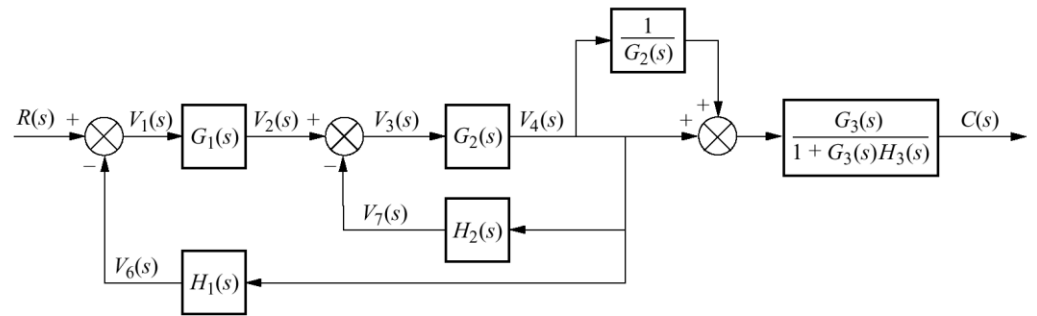 1
G₂(s)
R(s) + V₁(s) G₁(s) V₂(s) + V₃(s) G₂(s) V₄(s) + + G₃(s) C(s)
1 + G₃(s)H₃(s)
− −
V₇(s) H₂(s)
V₆(s) H₁(s)